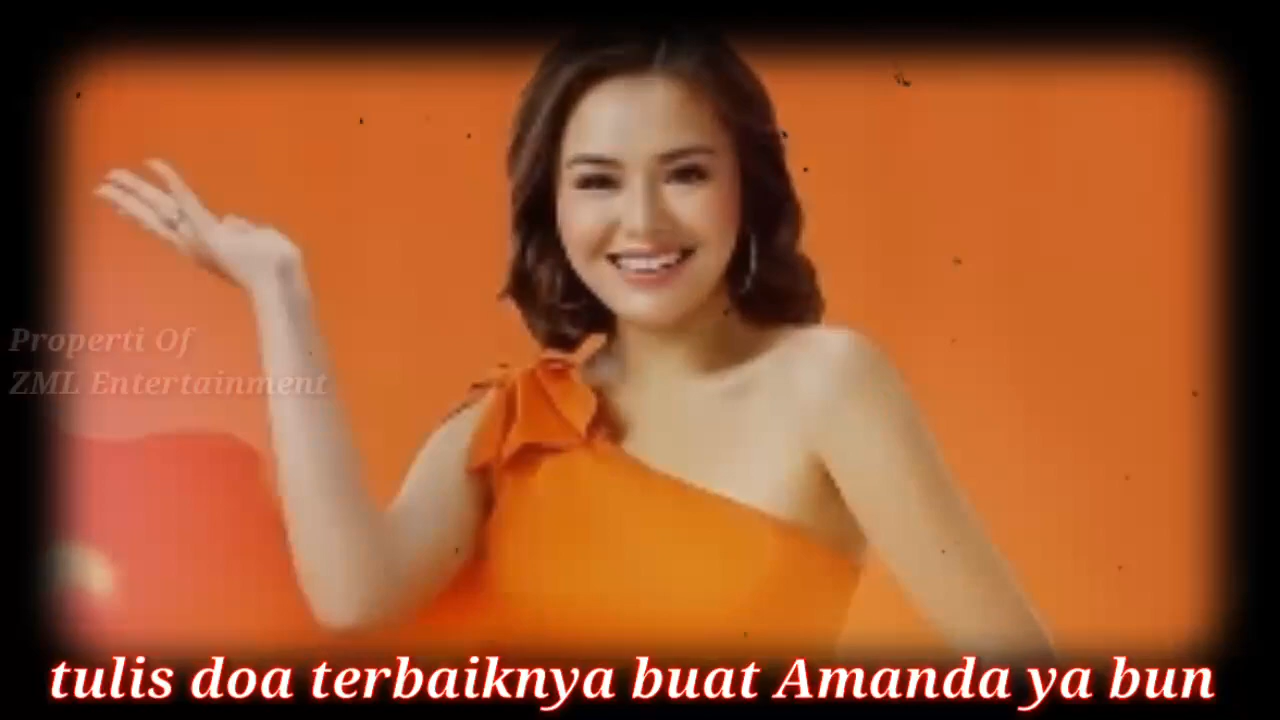 Properti Of
ZML Entertainment
tulis doa terbaiknya buat Amanda ya bun